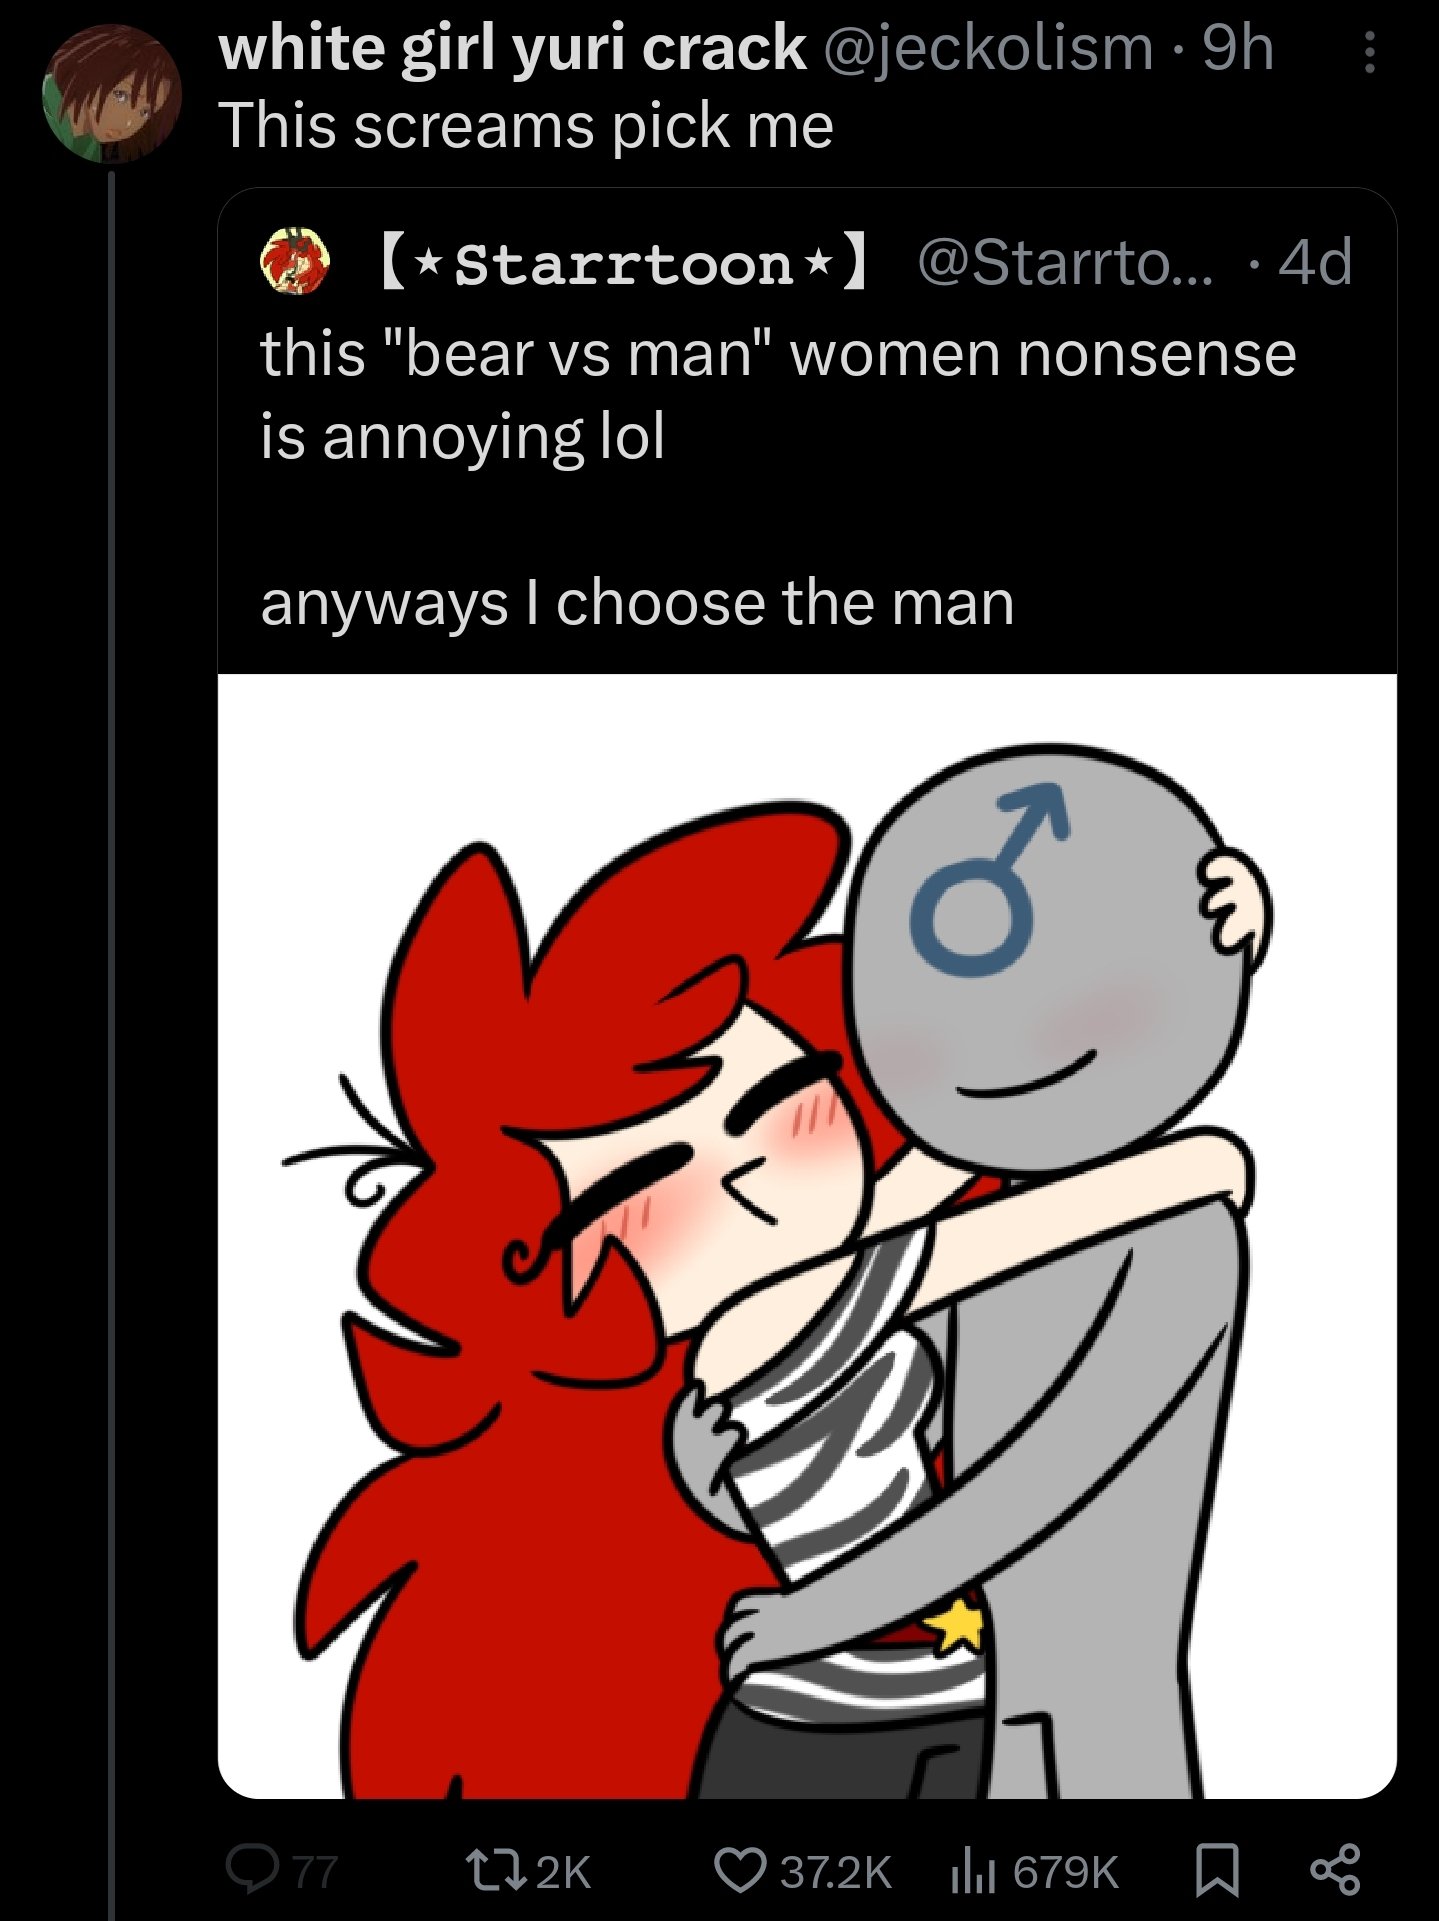 white girl yuri crack @jeckolism · 9h
This screams pick me
【⋆𝚂𝚝𝚊𝚛𝚛𝚝𝚘𝚘𝚗⋆】 @Starrto... · 4d
this "bear vs man" women nonsense
is annoying lol
anyways I choose the man
77 2K 37.2K 679K